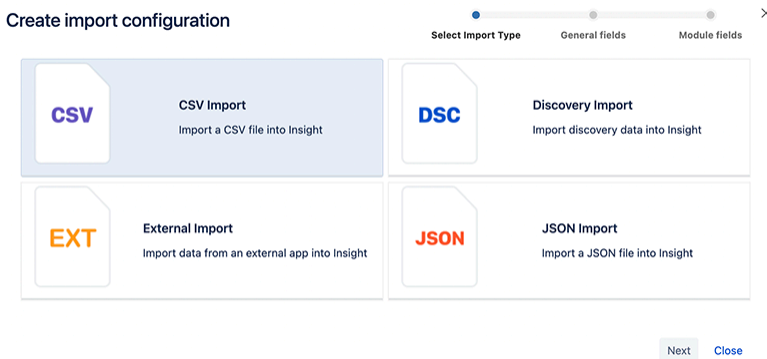 Create import configuration
Select Import Type
General fields
Module fields
CSV
CSV Import
Import a CSV file into Insight
DSC
Discovery Import
Import discovery data into Insight
EXT
External Import
Import data from an external app into Insight
JSON
JSON Import
Import a JSON file into Insight
Next
Close